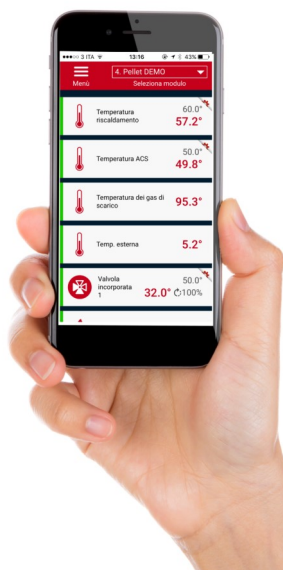 3 ITA 13:16 43%
4. Pellet DEMO
Menù Seleziona modulo
Temperatura
riscaldamento
60.0°
57.2°
Temperatura ACS
50.0°
49.8°
Temperatura dei gas di
scarico
95.3°
Temp. esterna
5.2°
Valvola
incorporata
1
50.0°
32.0° 100%